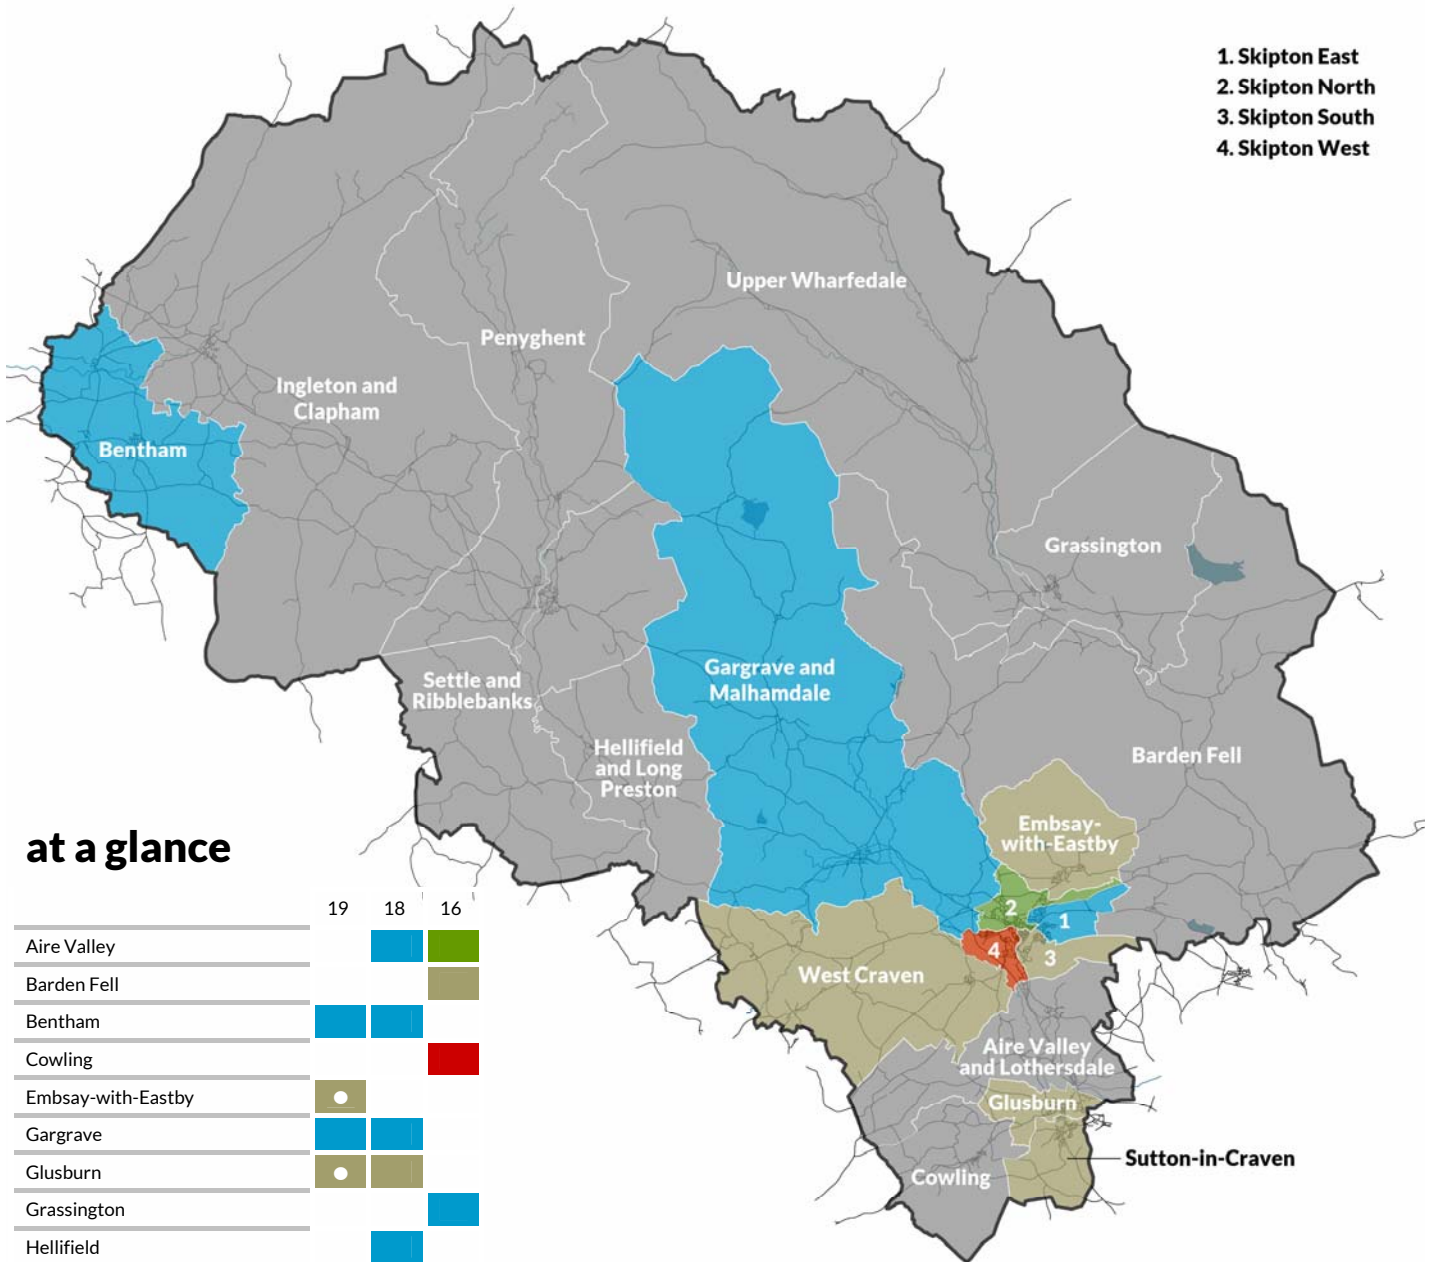 1. Skipton East
2. Skipton North
3. Skipton South
4. Skipton West
Upper Wharfedale
Penyghent
Ingleton and
Clapham
Bentham
Grassington
Gargrave and
Malhamdale
Settle and
Ribblebanks
Hellifield
and Long
Preston
Barden Fell
Embsay-
with-Eastby
2
1
4
3
West Craven
Aire Valley
and Lothersdale
Glusburn
Sutton-in-Craven
Cowling
at a glance
19 18 16
Aire Valley
Barden Fell
Bentham
Cowling
Embsay-with-Eastby
Gargrave
Glusburn
Grassington
Hellifield